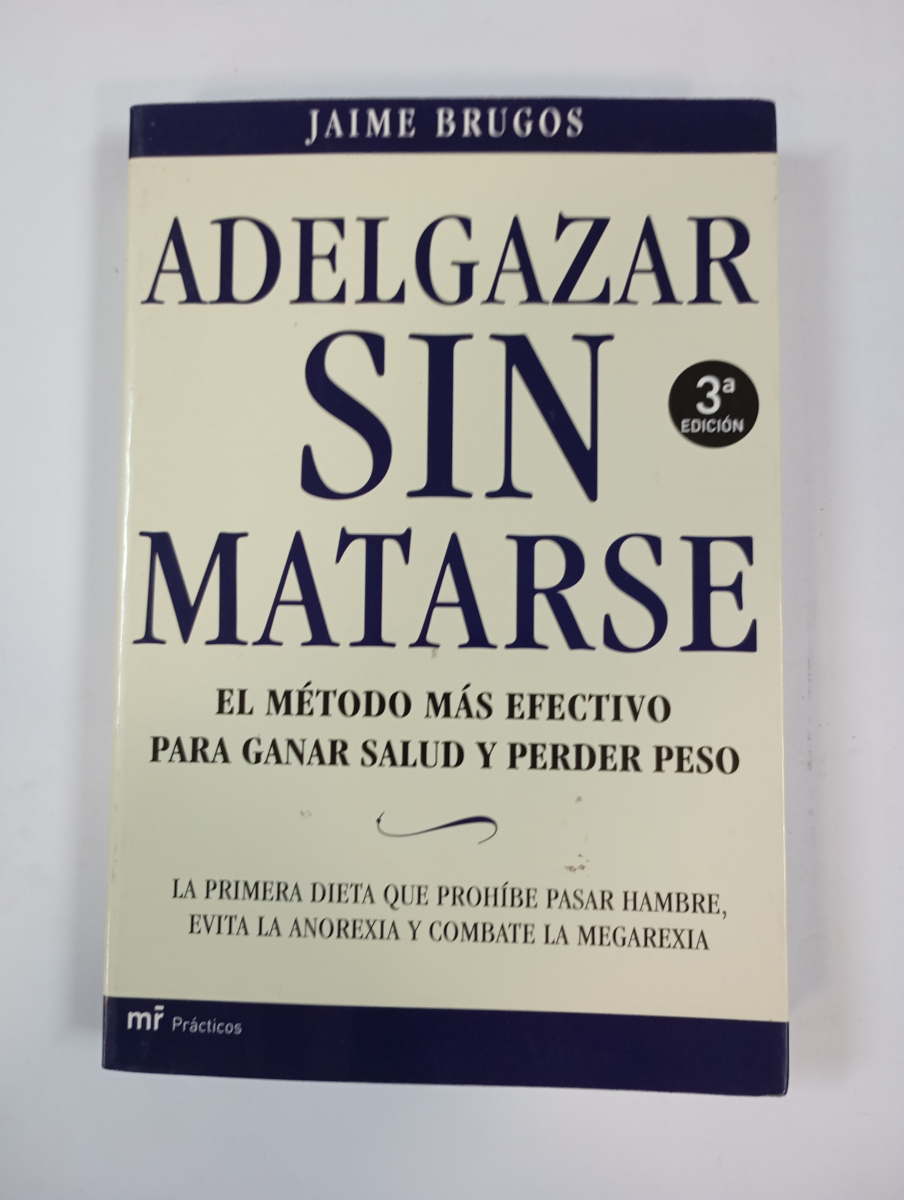 JAIME BRUGOS
ADELGAZAR
SIN
3ª
EDICIÓN
MATARSE
EL MÉTODO MÁS EFECTIVO
PARA GANAR SALUD Y PERDER PESO
LA PRIMERA DIETA QUE PROHÍBE PASAR HAMBRE,
EVITA LA ANOREXIA Y COMBATE LA MEGAREXIA
mr̄ Prácticos